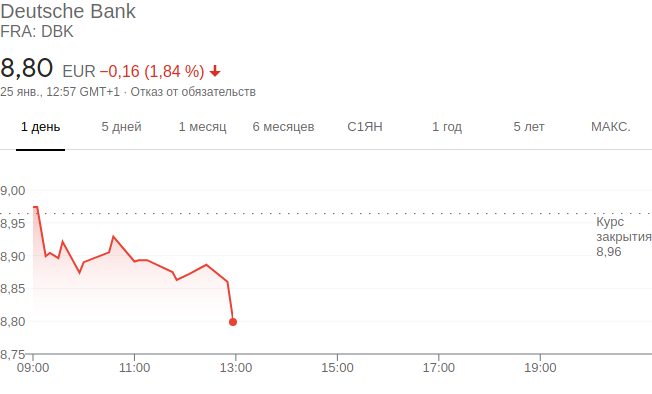 Deutsche Bank
FRA: DBK
8,80 EUR −0,16 (1,84 %)
25 янв., 12:57 GMT+1 · Отказ от обязательств
1 день 5 дней 1 месяц 6 месяцев С1ЯН 1 год 5 лет МАКС.
9,00
8,95
8,90
8,85
8,80
8,75
Курс
закрытия
8,96
09:00 11:00 13:00 15:00 17:00 19:00